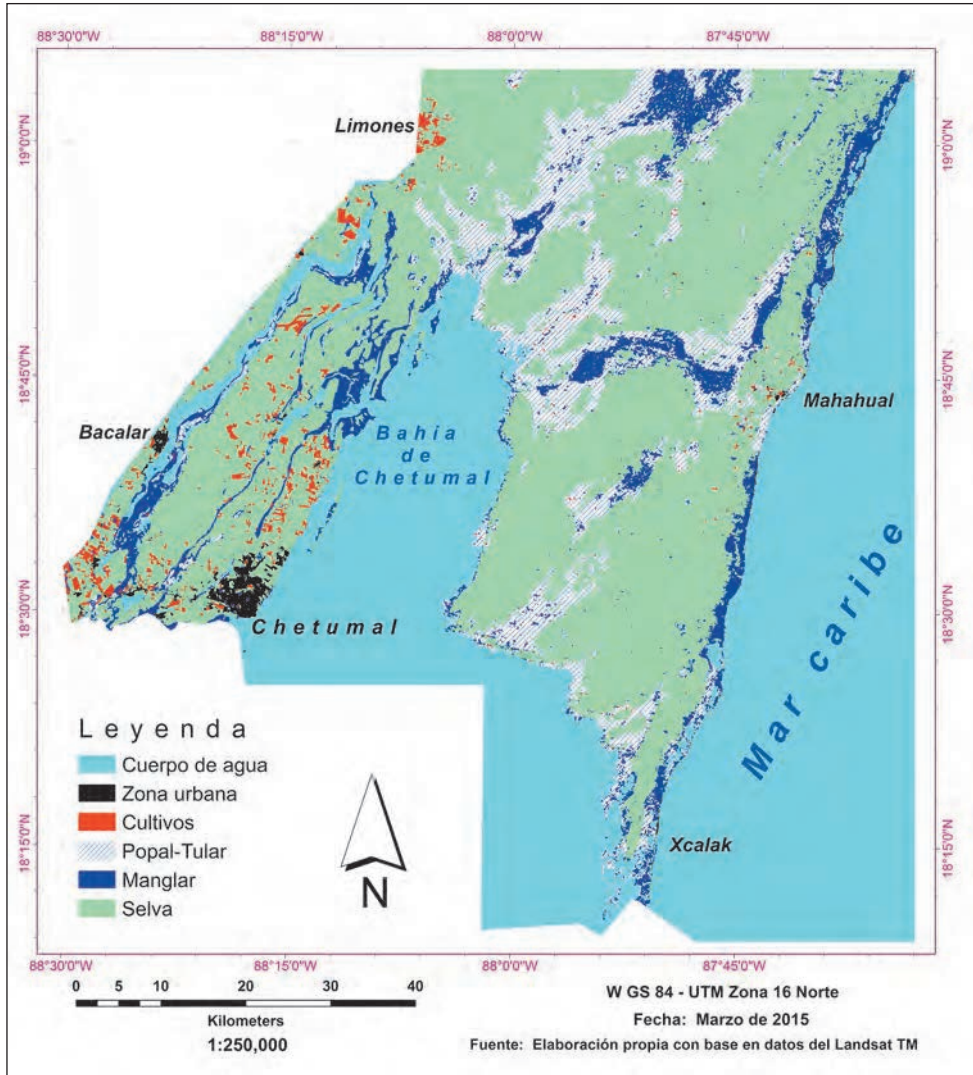 88°30'0"W 88°15'0"W 88°0'0"W 87°45'0"W
Limones
19°0'0"N
19°0'0"N
18°45'0"N
18°45'0"N
Mahahual
Bacalar
Bahía
de
Chetumal
Mar caribe
18°30'0"N
18°30'0"N
Chetumal
Leyenda
Cuerpo de agua
Zona urbana
Cultivos
Popal-Tular
Manglar
Selva
N
Xcalak
18°15'0"N
18°15'0"N
88°30'0"W 88°15'0"W 88°0'0"W 87°45'0"W
0 5 10 20 30 40
Kilometers
1:250,000
W GS 84 - UTM Zona 16 Norte
Fecha: Marzo de 2015
Fuente: Elaboración propia con base en datos del Landsat TM